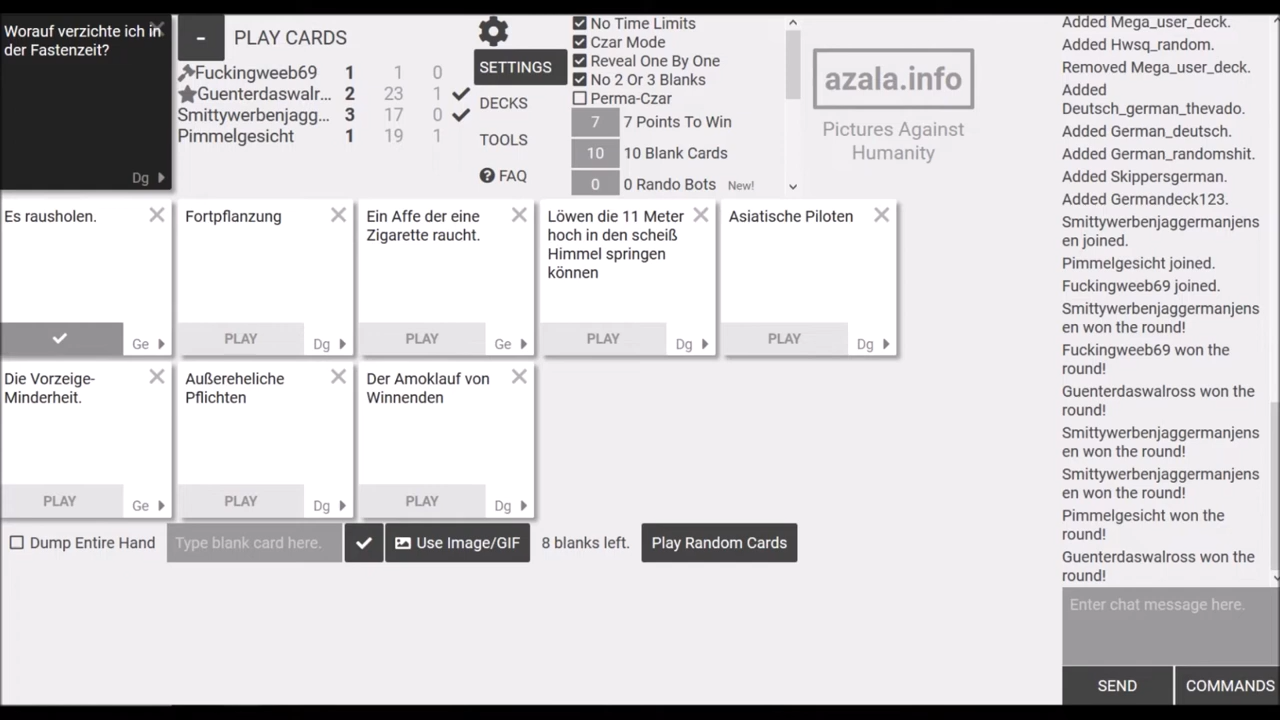 Worauf verzichte ich in
der Fastenzeit?
Dg
-
PLAY CARDS
Fuckingweeb69 1 1 0
Guenterdaswalr... 2 23 1
Smittywerbenjagg... 3 17 0
Pimmelgesicht 1 19 1
SETTINGS
DECKS
TOOLS
FAQ
No Time Limits
Czar Mode
Reveal One By One
No 2 Or 3 Blanks
Perma-Czar
7 7 Points To Win
10 10 Blank Cards
0 0 Rando Bots New!
azala.info
Pictures Against
Humanity
Es rausholen.
Ge
Fortpflanzung
PLAY
Dg
Ein Affe der eine
Zigarette raucht.
PLAY
Ge
Löwen die 11 Meter
hoch in den scheiß
Himmel springen
können
PLAY
Dg
Asiatische Piloten
PLAY
Dg
Die Vorzeige-
Minderheit.
PLAY
Ge
Außereheliche
Pflichten
PLAY
Dg
Der Amoklauf von
Winnenden
PLAY
Dg
Dump Entire Hand
Type blank card here.
Use Image/GIF
8 blanks left.
Play Random Cards
Added Mega_user_deck.
Added Hwsq_random.
Removed Mega_user_deck.
Added
Deutsch_german_thevado.
Added German_deutsch.
Added German_randomshit.
Added Skippersgerman.
Added Germandeck123.
Smittywerbenjaggermanjens
en joined.
Pimmelgesicht joined.
Fuckingweeb69 joined.
Smittywerbenjaggermanjens
en won the round!
Fuckingweeb69 won the
round!
Guenterdaswalross won the
round!
Smittywerbenjaggermanjens
en won the round!
Smittywerbenjaggermanjens
en won the round!
Pimmelgesicht won the
round!
Guenterdaswalross won the
round!
Enter chat message here.
SEND
COMMANDS